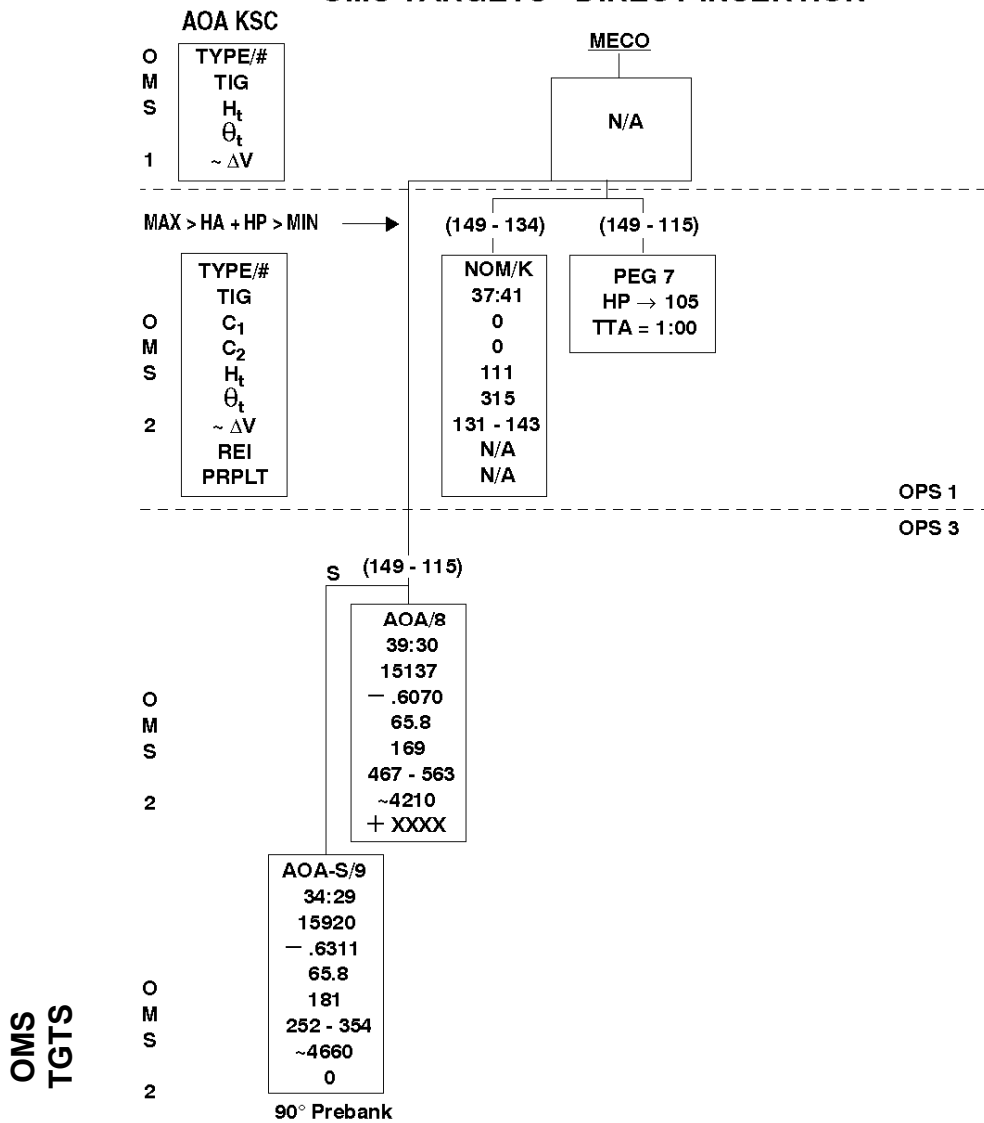 AOA KSC
MECO
O
M
S
1
TYPE/#
TIG
Ht
θt
~ ΔV
N/A
MAX > HA + HP > MIN
(149 - 134)
(149 - 115)
O
M
S
2
TYPE/#
TIG
C1
C2
Ht
θt
~ ΔV
REI
PRPLT
NOM/K
37:41
0
0
111
315
131 - 143
N/A
N/A
PEG 7
HP → 105
TTA = 1:00
OPS 1
OPS 3
S
(149 - 115)
O
M
S
2
AOA/8
39:30
15137
– .6070
65.8
169
467 - 563
~4210
+ XXXX
O
M
S
2
AOA-S/9
34:29
15920
– .6311
65.8
181
252 - 354
~4660
0
90° Prebank
OMS
TGTS